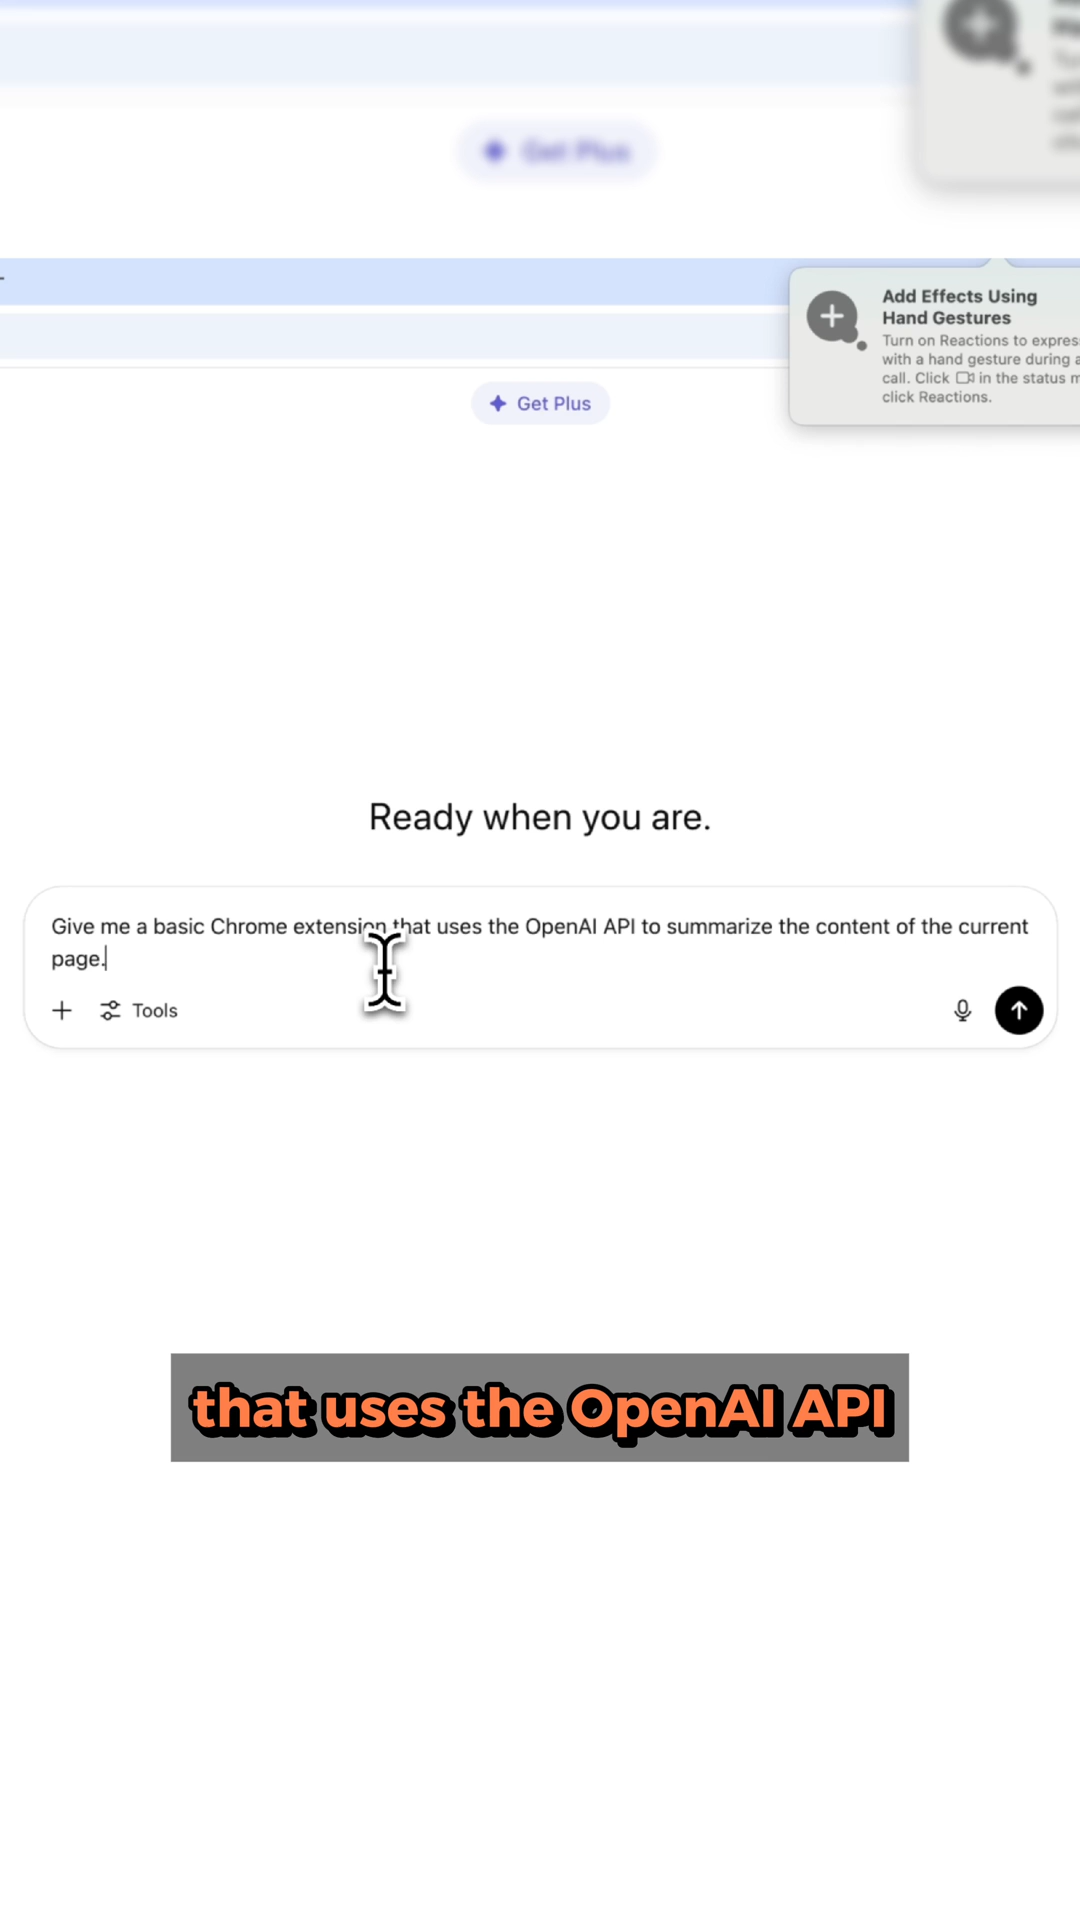 Get Plus
Add Effects Using
Hand Gestures
Turn on Reactions to expres
with a hand gesture during a
call. Click in the status m
click Reactions.
Get Plus
Ready when you are.
Give me a basic Chrome extension that uses the OpenAI API to summarize the content of the current
page.
Tools
that uses the OpenAI API